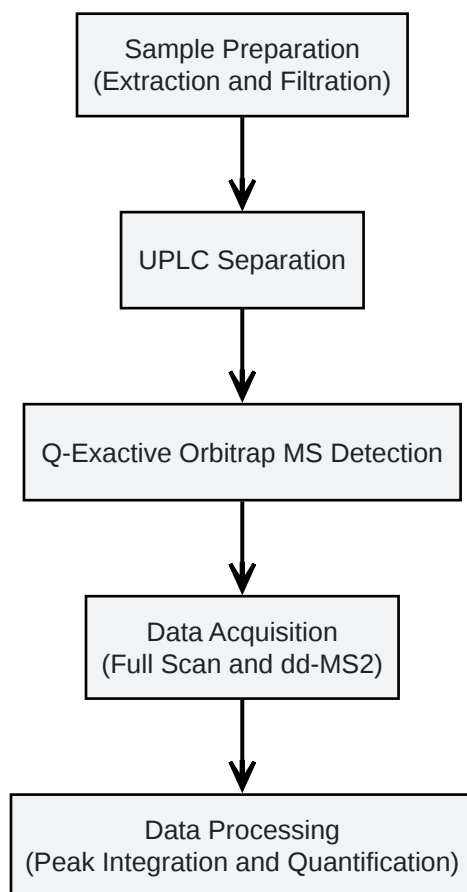 Sample Preparation
(Extraction and Filtration)
UPLC Separation
Q-Exactive Orbitrap MS Detection
Data Acquisition
(Full Scan and dd-MS2)
Data Processing
(Peak Integration and Quantification)